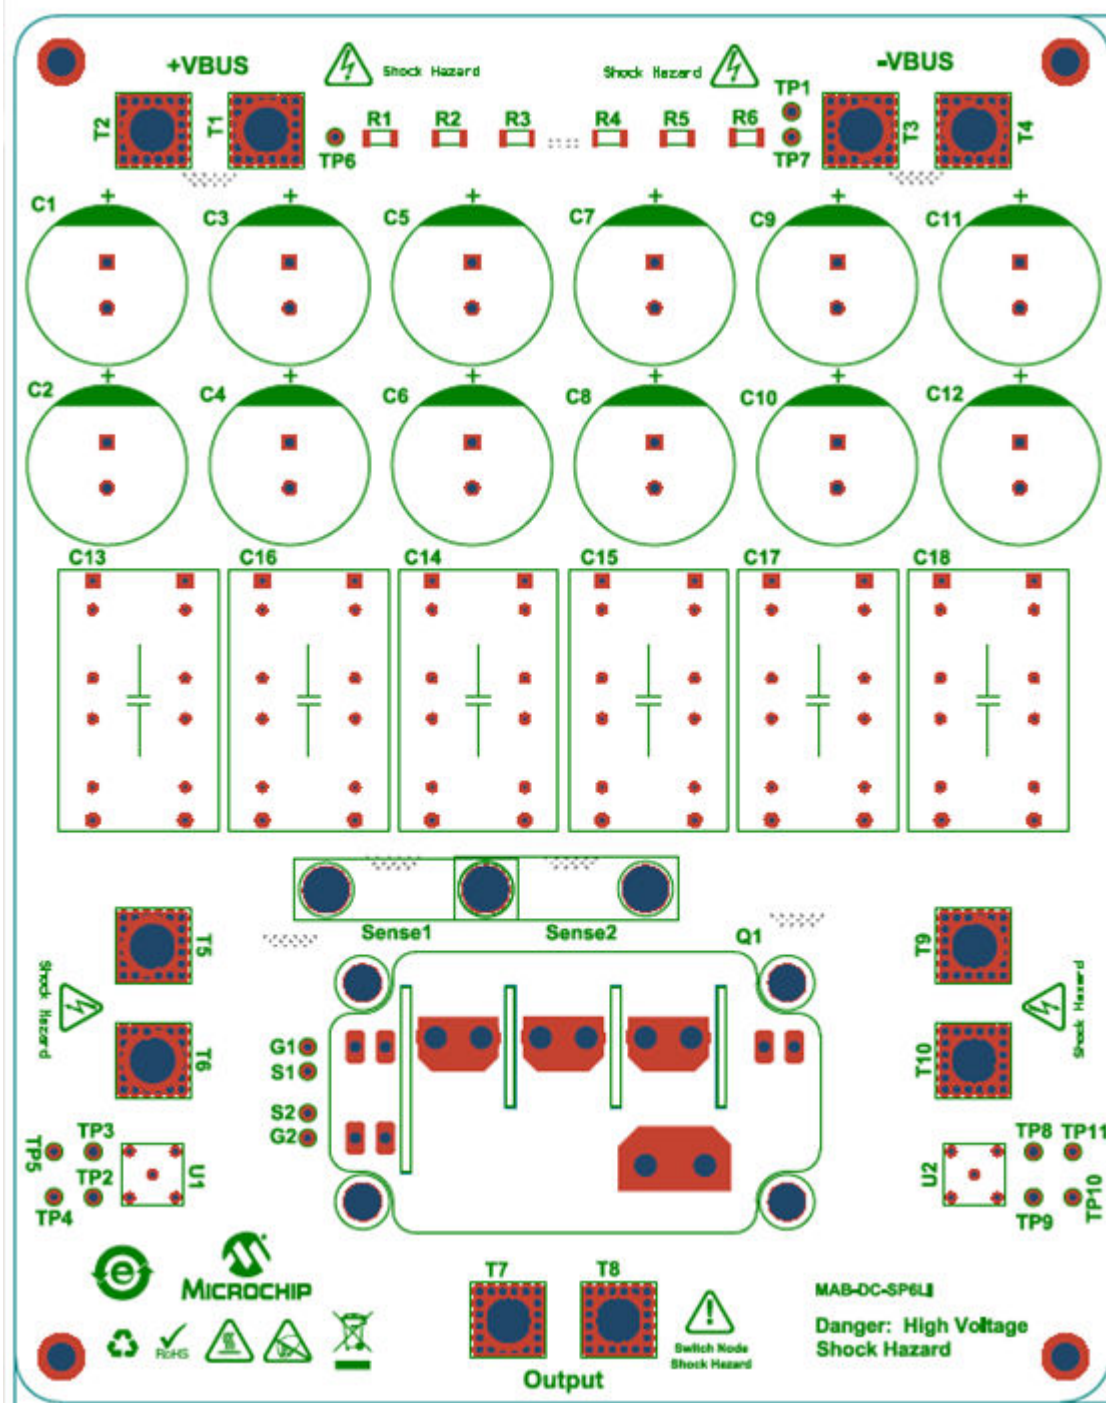 +VBUS
Shock Hazard
Shock Hazard
-VBUS
T2
T1
TP6
R1
R2
R3
R4
R5
R6
TP1
TP7
T3
T4
C1
C3
C5
C7
C9
C11
C2
C4
C6
C8
C10
C12
C13
C16
C14
C15
C17
C18
Sense1
Sense2
Q1
T5
T9
Shock Hazard
Shock Hazard
T6
T10
G1
S1
S2
G2
TP5
TP3
TP2
TP4
U1
U2
TP8
TP11
TP9
TP10
e
MICROCHIP
RoHS
T7
T8
Output
Switch Node
Shock Hazard
MAB-DC-SP6LI
Danger: High Voltage
Shock Hazard